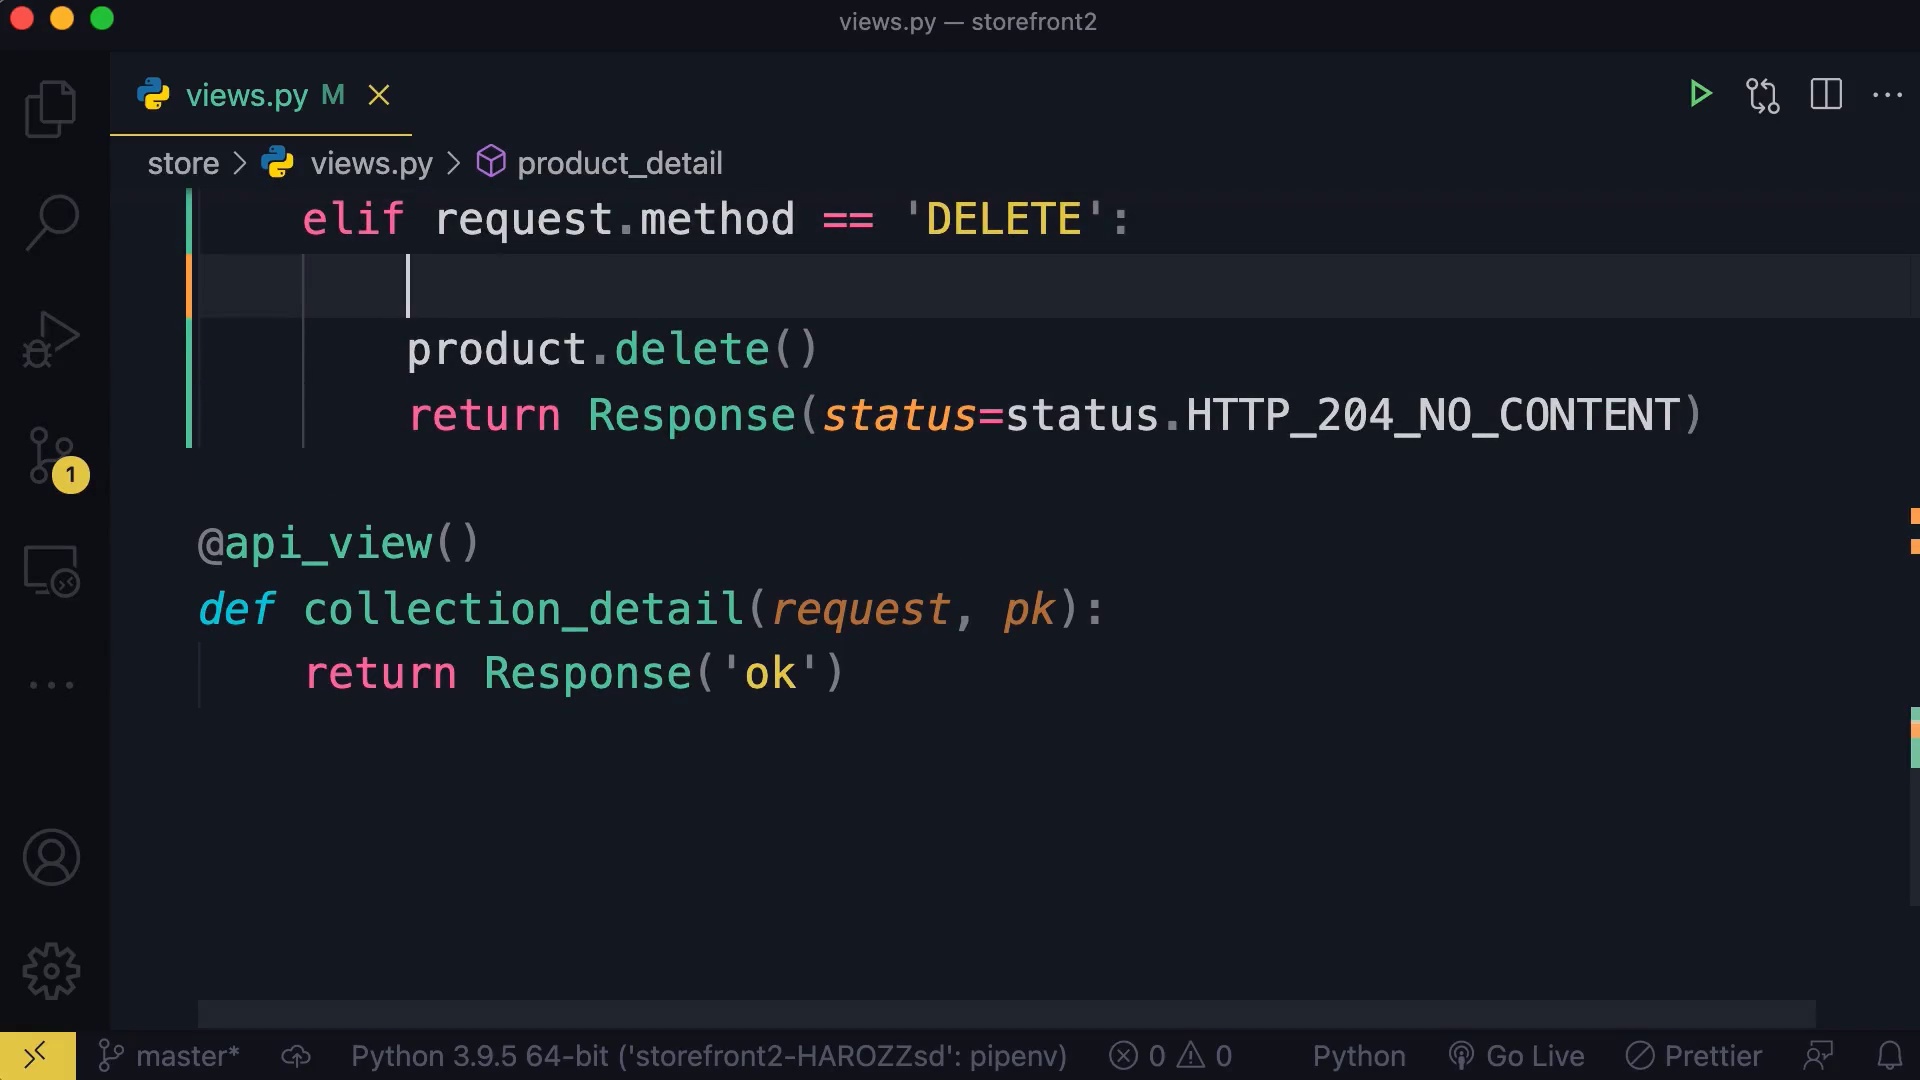 views.py — storefront2
views.py M
store > views.py > product_detail
elif request.method == 'DELETE':
product.delete()
return Response(status=status.HTTP_204_NO_CONTENT)
1
@api_view()
def collection_detail(request, pk):
return Response('ok')
master* Python 3.9.5 64-bit ('storefront2-HAROZZsd': pipenv) 0 0 Python Go Live Prettier